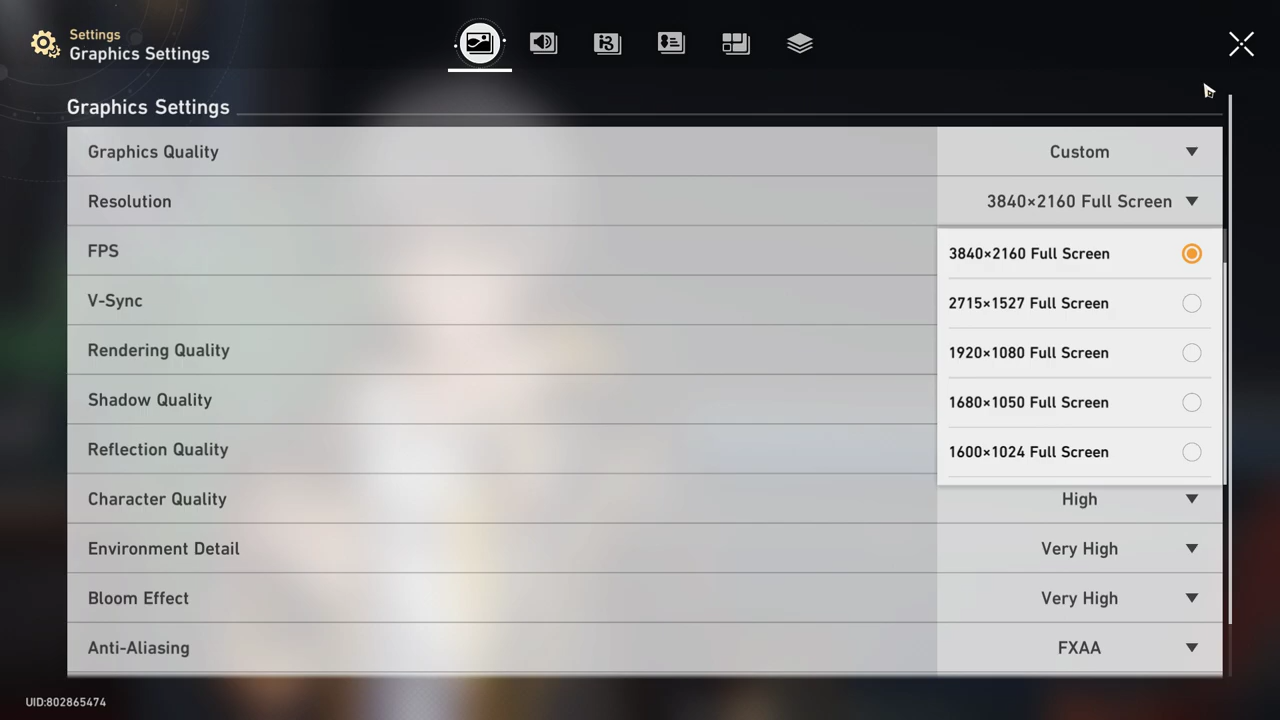 Settings
Graphics Settings
Graphics Settings
Graphics Quality Custom
Resolution 3840×2160 Full Screen
FPS 3840×2160 Full Screen
V-Sync 2715×1527 Full Screen
Rendering Quality 1920×1080 Full Screen
Shadow Quality 1680×1050 Full Screen
Reflection Quality 1600×1024 Full Screen
Character Quality High
Environment Detail Very High
Bloom Effect Very High
Anti-Aliasing FXAA
UID:802865474